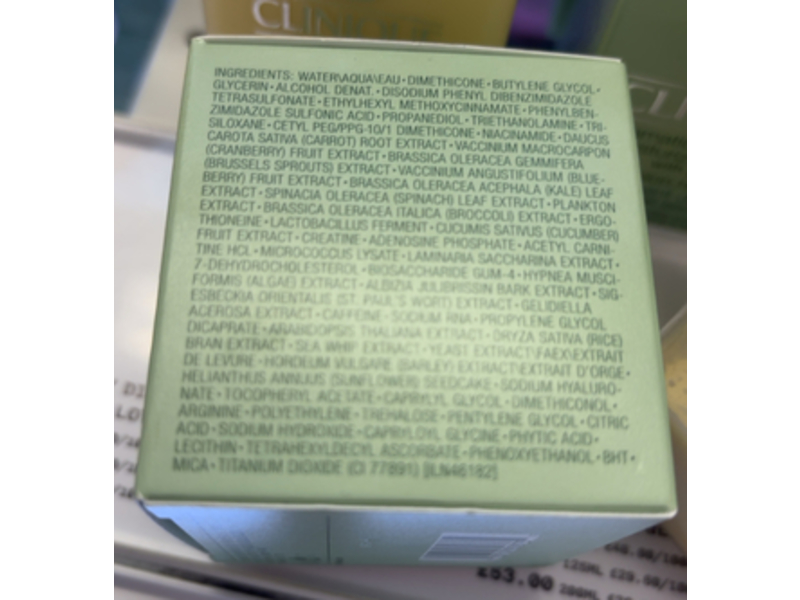 CLINIQUE
INGREDIENTS: WATER\AQUA\EAU • DIMETHICONE • BUTYLENE GLYCOL •
GLYCERIN • ALCOHOL DENAT. • DISODIUM PHENYL DIBENZIMIDAZOLE
TETRASULFONATE • ETHYLHEXYL METHOXYCINNAMATE • PHENYLBEN-
ZIMIDAZOLE SULFONIC ACID • PROPANEDIOL • TRIETHANOLAMINE • TRI-
SILOXANE • CETYL PEG/PPG-10/1 DIMETHICONE • NIACINAMIDE • DAUCUS
CAROTA SATIVA (CARROT) ROOT EXTRACT • VACCINIUM MACROCARPON
(CRANBERRY) FRUIT EXTRACT • BRASSICA OLERACEA GEMMIFERA
(BRUSSELS SPROUTS) EXTRACT • VACCINIUM ANGUSTIFOLIUM (BLUE-
BERRY) FRUIT EXTRACT • BRASSICA OLERACEA ACEPHALA (KALE) LEAF
EXTRACT • SPINACIA OLERACEA (SPINACH) LEAF EXTRACT • PLANKTON
EXTRACT • BRASSICA OLERACEA ITALICA (BROCCOLI) EXTRACT • ERGO-
THIONEINE • LACTOBACILLUS FERMENT • CUCUMIS SATIVUS (CUCUMBER)
FRUIT EXTRACT • CREATINE • ADENOSINE PHOSPHATE • ACETYL CARNI-
TINE HCL • MICROCOCCUS LYSATE • LAMINARIA SACCHARINA EXTRACT •
7-DEHYDROCHOLESTEROL • BIOSACCHARIDE GUM-4 • HYPNEA MUSCI-
FORMIS (ALGAE) EXTRACT • ALBIZIA JULIBRISSIN BARK EXTRACT • SIG-
ESBECKIA ORIENTALIS (ST. PAUL'S WORT) EXTRACT • GELIDIELLA
ACEROSA EXTRACT • CAFFEINE • SODIUM RNA • PROPYLENE GLYCOL
DICAPRATE • ARABIDOPSIS THALIANA EXTRACT • ORYZA SATIVA (RICE)
BRAN EXTRACT • SEA WHIP EXTRACT • YEAST EXTRACT\FAEX\EXTRAIT
DE LEVURE • HORDEUM VULGARE (BARLEY) EXTRACT\EXTRAIT D'ORGE •
HELIANTHUS ANNUUS (SUNFLOWER) SEEDCAKE • SODIUM HYALURO-
NATE • TOCOPHERYL ACETATE • CAPRYLYL GLYCOL • DIMETHICONOL •
ARGININE • POLYETHYLENE • TREHALOSE • PENTYLENE GLYCOL • CITRIC
ACID • SODIUM HYDROXIDE • CAPRYLOYL GLYCINE • PHYTIC ACID •
LECITHIN • TETRAHEXYLDECYL ASCORBATE • PHENOXYETHANOL • BHT •
MICA • TITANIUM DIOXIDE (CI 77891) [ILN46182]
£53.00